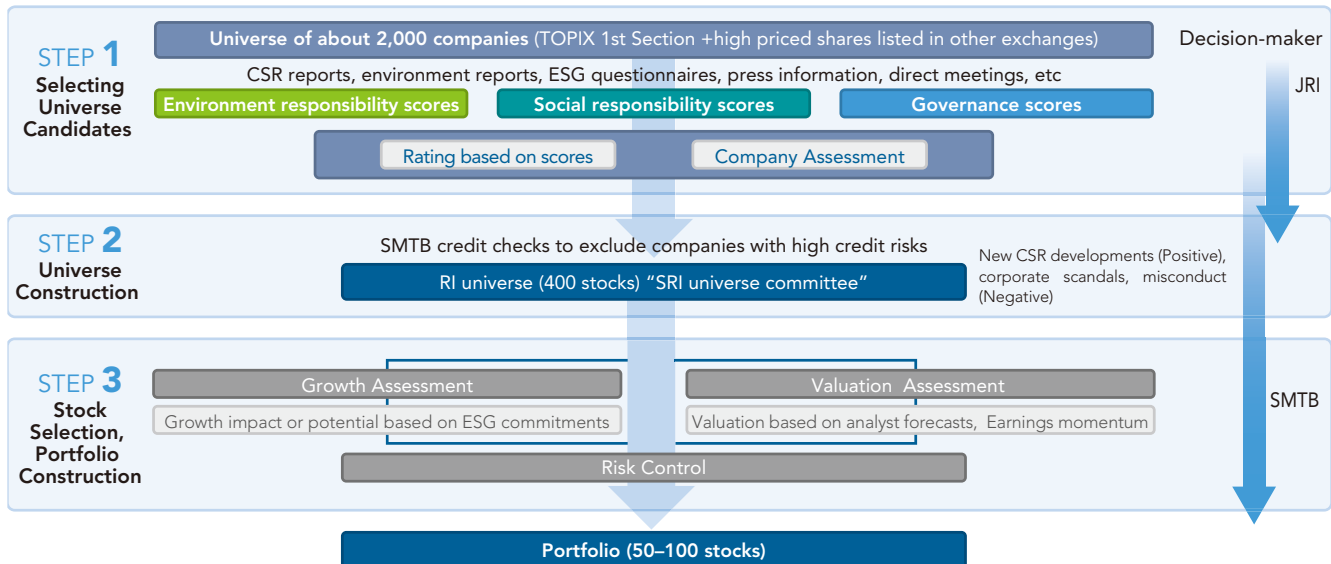 STEP 1
Selecting
Universe
Candidates
Universe of about 2,000 companies (TOPIX 1st Section +high priced shares listed in other exchanges)
CSR reports, environment reports, ESG questionnaires, press information, direct meetings, etc
Environment responsibility scores
Social responsibility scores
Governance scores
Rating based on scores
Company Assessment
Decision-maker
JRI
STEP 2
Universe
Construction
SMTB credit checks to exclude companies with high credit risks
RI universe (400 stocks) “SRI universe committee“
New CSR developments (Positive),
corporate scandals, misconduct
(Negative)
STEP 3
Stock
Selection,
Portfolio
Construction
Growth Assessment
Valuation Assessment
Growth impact or potential based on ESG commitments
Valuation based on analyst forecasts, Earnings momentum
Risk Control
SMTB
Portfolio (50–100 stocks)